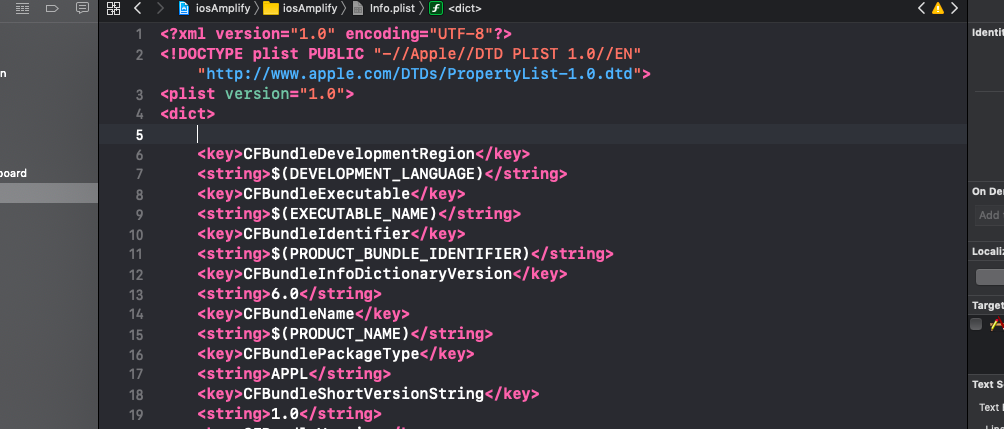 iosAmplify iosAmplify Info.plist <dict>
Identi
1 <?xml version="1.0" encoding="UTF-8"?>
2 <!DOCTYPE plist PUBLIC "-//Apple//DTD PLIST 1.0//EN"
"http://www.apple.com/DTDs/PropertyList-1.0.dtd">
3 <plist version="1.0">
4 <dict>
5
6 <key>CFBundleDevelopmentRegion</key>
7 <string>$(DEVELOPMENT_LANGUAGE)</string>
8 <key>CFBundleExecutable</key>
9 <string>$(EXECUTABLE_NAME)</string>
10 <key>CFBundleIdentifier</key>
11 <string>$(PRODUCT_BUNDLE_IDENTIFIER)</string>
12 <key>CFBundleInfoDictionaryVersion</key>
13 <string>6.0</string>
14 <key>CFBundleName</key>
15 <string>$(PRODUCT_NAME)</string>
16 <key>CFBundlePackageType</key>
17 <string>APPL</string>
18 <key>CFBundleShortVersionString</key>
19 <string>1.0</string>
n
board
On De
Add
Localiz
Target
Text S
Text